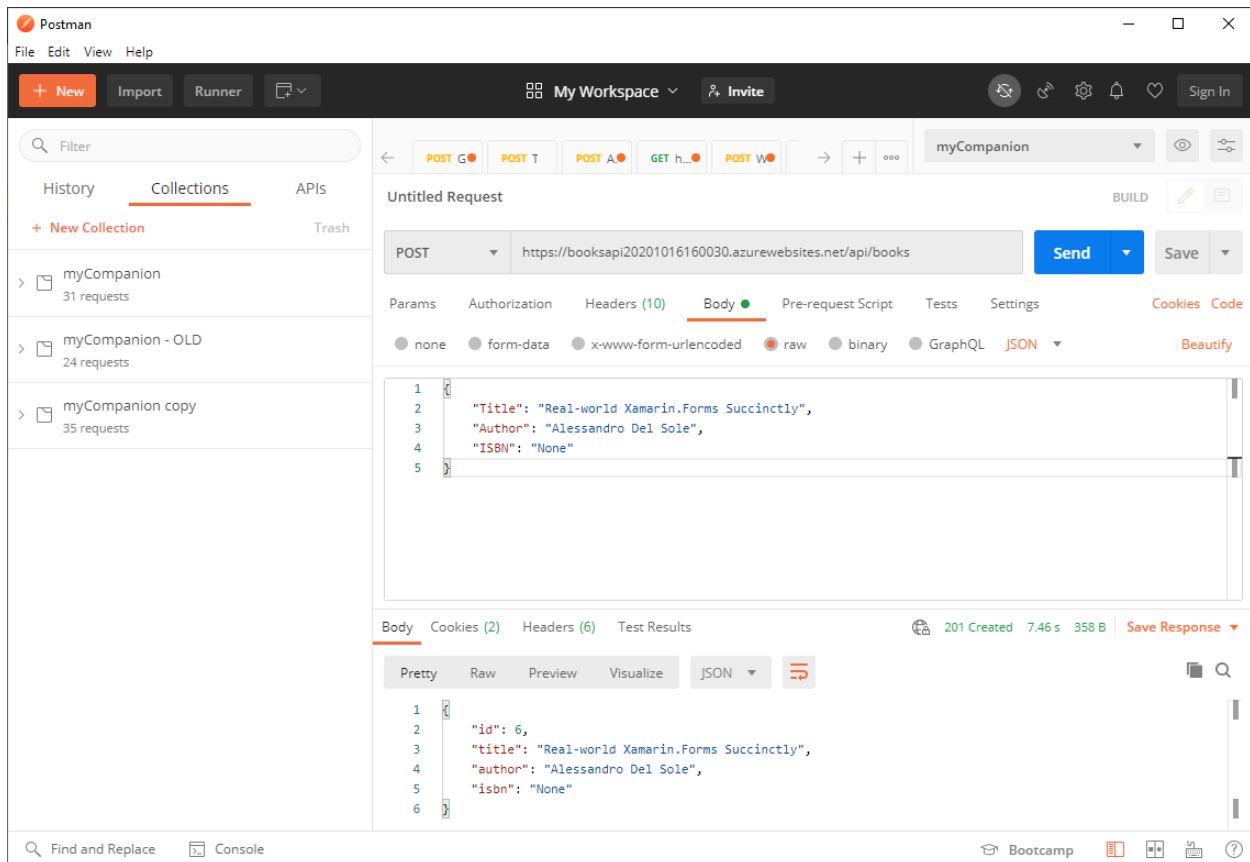 Postman
File Edit View Help
+ New Import Runner My Workspace Invite Sign In
Filter
History Collections APIs
+ New Collection Trash
myCompanion
31 requests
myCompanion - OLD
24 requests
myCompanion copy
35 requests
POST G POST T POST A. GET h... POST W myCompanion
Untitled Request BUILD
POST https://booksapi20201016160030.azurewebsites.net/api/books Send Save
Params Authorization Headers (10) Body Pre-request Script Tests Settings Cookies Code
none form-data x-www-form-urlencoded raw binary GraphQL JSON Beautify
1 {
2 "Title": "Real-world Xamarin.Forms Succinctly",
3 "Author": "Alessandro Del Sole",
4 "ISBN": "None"
5 }
Body Cookies (2) Headers (6) Test Results 201 Created 7.46 s 358 B Save Response
Pretty Raw Preview Visualize JSON
1 {
2 "id": 6,
3 "title": "Real-world Xamarin.Forms Succinctly",
4 "author": "Alessandro Del Sole",
5 "isbn": "None"
6 }
Find and Replace Console Bootcamp